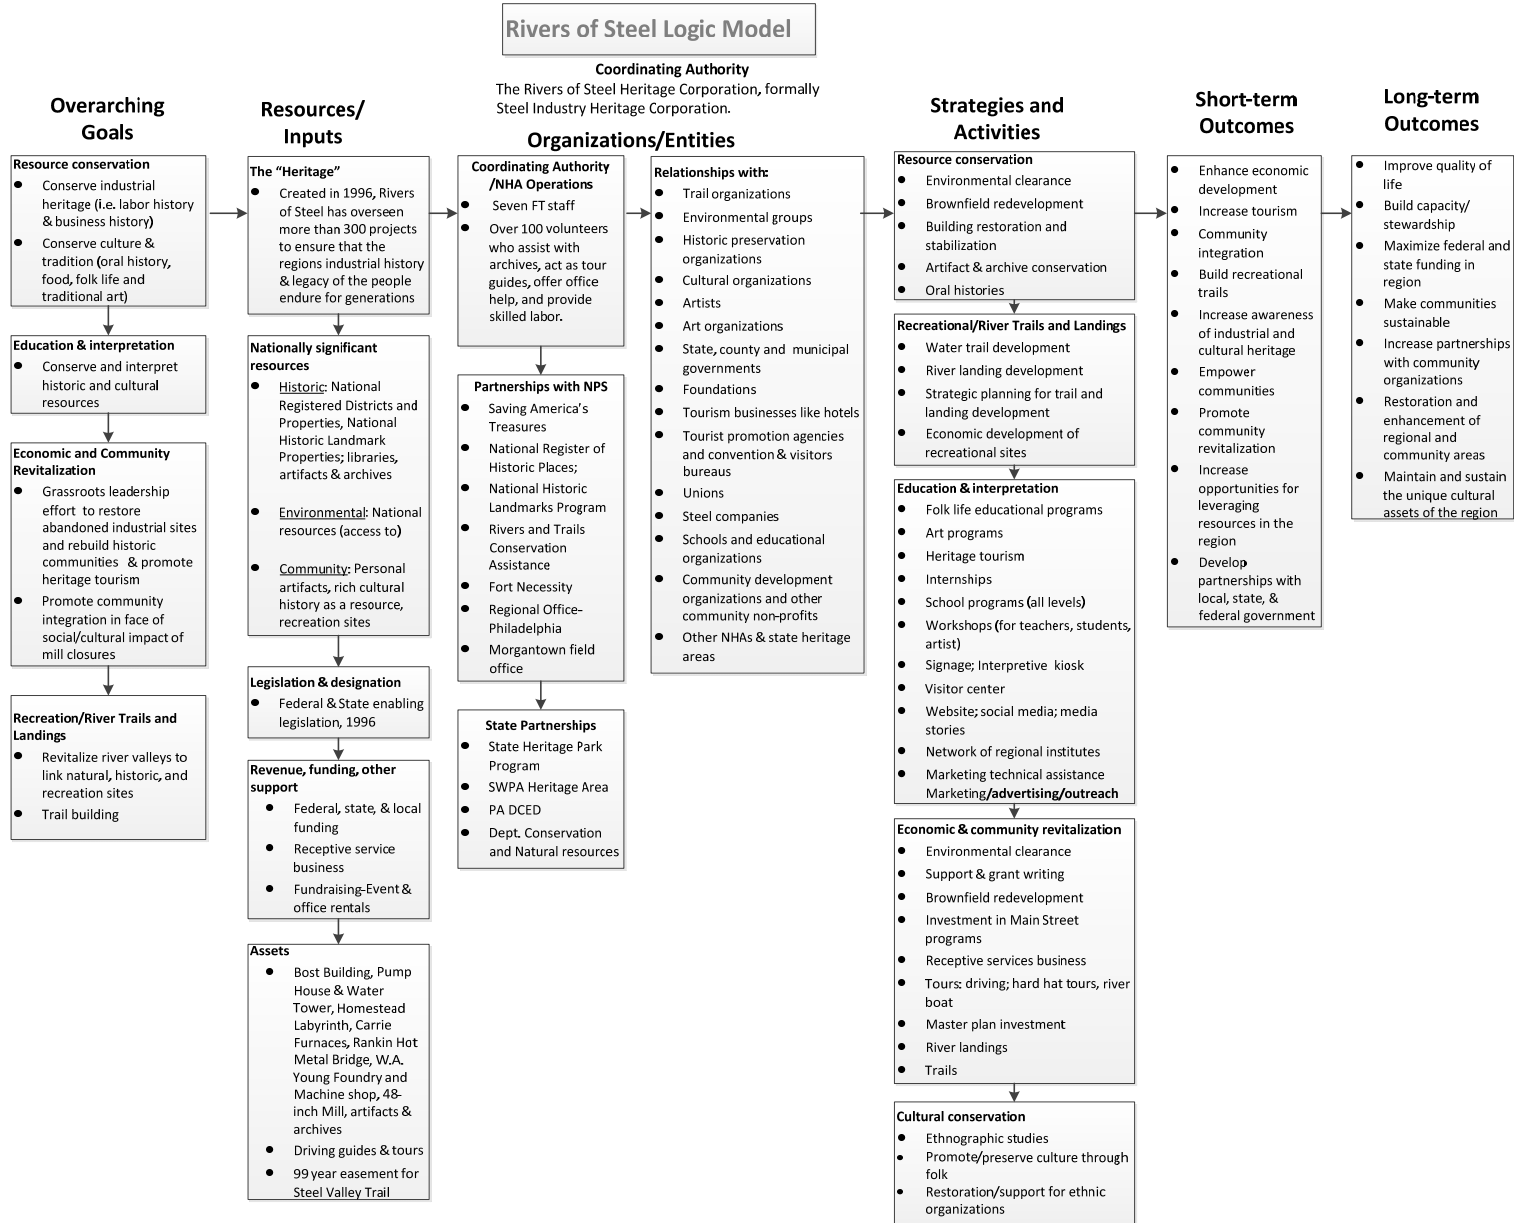 Rivers of Steel Logic Model
Coordinating Authority
The Rivers of Steel Heritage Corporation, formally
Steel Industry Heritage Corporation.
Overarching
Goals
Resource conservation
● Conserve industrial
heritage (i.e. labor history
& business history)
● Conserve culture &
tradition (oral history,
food, folk life and
traditional art)
Education & interpretation
● Conserve and interpret
historic and cultural
resources
Economic and Community
Revitalization
● Grassroots leadership
effort to restore
abandoned industrial sites
and rebuild historic
communities & promote
heritage tourism
● Promote community
integration in face of
social/cultural impact of
mill closures
Recreation/River Trails and
Landings
● Revitalize river valleys to
link natural, historic, and
recreation sites
● Trail building
Resources/
Inputs
The “Heritage”
● Created in 1996, Rivers
of Steel has overseen
more than 300 projects
to ensure that the
regions industrial history
& legacy of the people
endure for generations
Nationally significant
resources
● Historic: National
Registered Districts and
Properties, National
Historic Landmark
Properties; libraries,
artifacts & archives
● Environmental: National
resources (access to)
● Community: Personal
artifacts, rich cultural
history as a resource,
recreation sites
Legislation & designation
● Federal & State enabling
legislation, 1996
Revenue, funding, other
support
● Federal, state, & local
funding
● Receptive service
business
● Fundraising-Event &
office rentals
Assets
● Bost Building, Pump
House & Water
Tower, Homestead
Labyrinth, Carrie
Furnaces, Rankin Hot
Metal Bridge, W.A.
Young Foundry and
Machine shop, 48-
inch Mill, artifacts &
archives
● Driving guides & tours
● 99 year easement for
Steel Valley Trail
Organizations/Entities
Coordinating Authority
/NHA Operations
● Seven FT staff
● Over 100 volunteers
who assist with
archives, act as tour
guides, offer office
help, and provide
skilled labor.
Partnerships with NPS
● Saving America’s
Treasures
● National Register of
Historic Places;
● National Historic
Landmarks Program
● Rivers and Trails
Conservation
Assistance
● Fort Necessity
● Regional Office-
Philadelphia
● Morgantown field
office
State Partnerships
● State Heritage Park
Program
● SWPA Heritage Area
● PA DCED
● Dept. Conservation
and Natural resources
Relationships with:
● Trail organizations
● Environmental groups
● Historic preservation
organizations
● Cultural organizations
● Artists
● Art organizations
● State, county and municipal
governments
● Foundations
● Tourism businesses like hotels
● Tourist promotion agencies
and convention & visitors
bureaus
● Unions
● Steel companies
● Schools and educational
organizations
● Community development
organizations and other
community non-profits
● Other NHAs & state heritage
areas
Strategies and
Activities
Resource conservation
● Environmental clearance
● Brownfield redevelopment
● Building restoration and
stabilization
● Artifact & archive conservation
● Oral histories
Recreational/River Trails and Landings
● Water trail development
● River landing development
● Strategic planning for trail and
landing development
● Economic development of
recreational sites
Education & interpretation
● Folk life educational programs
● Art programs
● Heritage tourism
● Internships
● School programs (all levels)
● Workshops (for teachers, students,
artist)
● Signage; Interpretive kiosk
● Visitor center
● Website; social media; media
stories
● Network of regional institutes
● Marketing technical assistance
Marketing/advertising/outreach
Economic & community revitalization
● Environmental clearance
● Support & grant writing
● Brownfield redevelopment
● Investment in Main Street
programs
● Receptive services business
● Tours: driving; hard hat tours, river
boat
● Master plan investment
● River landings
● Trails
Cultural conservation
● Ethnographic studies
● Promote/preserve culture through
folk
● Restoration/support for ethnic
organizations
Short-term
Outcomes
● Enhance economic
development
● Increase tourism
● Community
integration
● Build recreational
trails
● Increase awareness
of industrial and
cultural heritage
● Empower
communities
● Promote
community
revitalization
● Increase
opportunities for
leveraging
resources in the
region
● Develop
partnerships with
local, state, &
federal government
Long-term
Outcomes
● Improve quality of
life
● Build capacity/
stewardship
● Maximize federal and
state funding in
region
● Make communities
sustainable
● Increase partnerships
with community
organizations
● Restoration and
enhancement of
regional and
community areas
● Maintain and sustain
the unique cultural
assets of the region